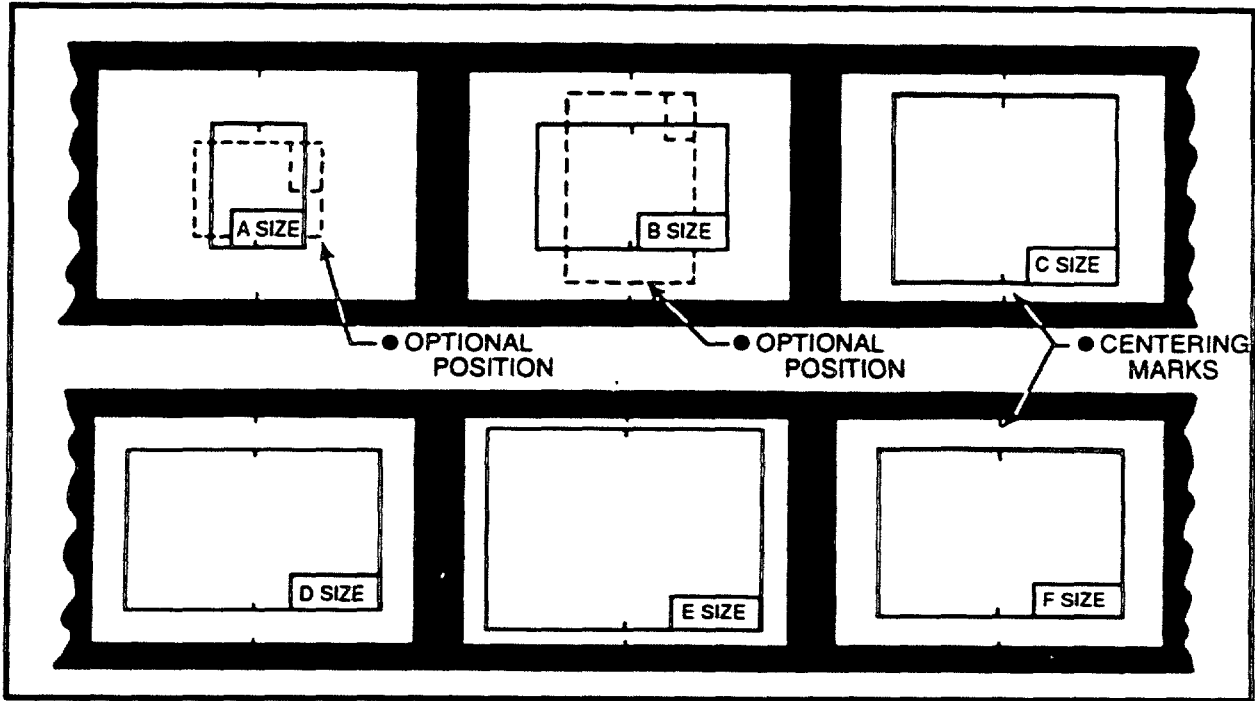 A SIZE
B SIZE
C SIZE
● OPTIONAL
POSITION
● OPTIONAL
POSITION
● CENTERING
MARKS
D SIZE
E SIZE
F SIZE